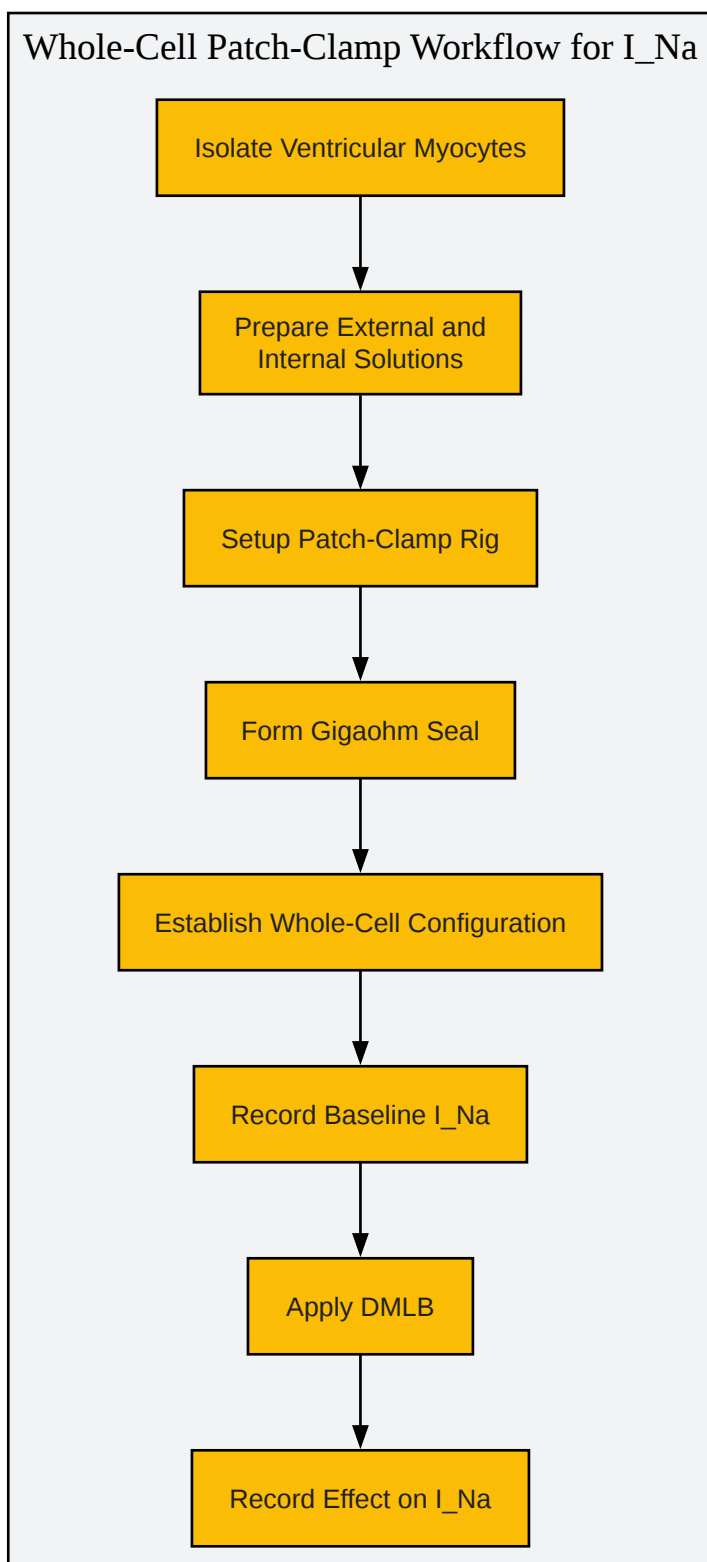 Whole-Cell Patch-Clamp Workflow for I_Na
Isolate Ventricular Myocytes
Prepare External and
Internal Solutions
Setup Patch-Clamp Rig
Form Gigaohm Seal
Establish Whole-Cell Configuration
Record Baseline I_Na
Apply DMLB
Record Effect on I_Na